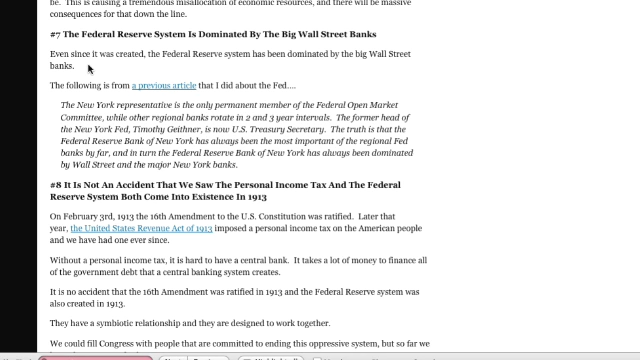 be.  This is causing a tremendous misallocation of economic resources, and there will be massive
consequences for that down the line.
#7 The Federal Reserve System Is Dominated By The Big Wall Street Banks
Even since it was created, the Federal Reserve system has been dominated by the big Wall Street
banks.
The following is from a previous article that I did about the Fed….
The New York representative is the only permanent member of the Federal Open Market
Committee, while other regional banks rotate in 2 and 3 year intervals.  The former head of
the New York Fed, Timothy Geithner, is now U.S. Treasury Secretary.  The truth is that the
Federal Reserve Bank of New York has always been the most important of the regional Fed
banks by far, and in turn the Federal Reserve Bank of New York has always been dominated
by Wall Street and the major New York banks.
#8 It Is Not An Accident That We Saw The Personal Income Tax And The Federal
Reserve System Both Come Into Existence In 1913
On February 3rd, 1913 the 16th Amendment to the U.S. Constitution was ratified.  Later that
year, the United States Revenue Act of 1913 imposed a personal income tax on the American people
and we have had one ever since.
Without a personal income tax, it is hard to have a central bank.  It takes a lot of money to finance all
of the government debt that a central banking system creates.
It is no accident that the 16th Amendment was ratified in 1913 and the Federal Reserve system was
also created in 1913.
They have a symbiotic relationship and they are designed to work together.
We could fill Congress with people that are committed to ending this oppressive system, but so far we